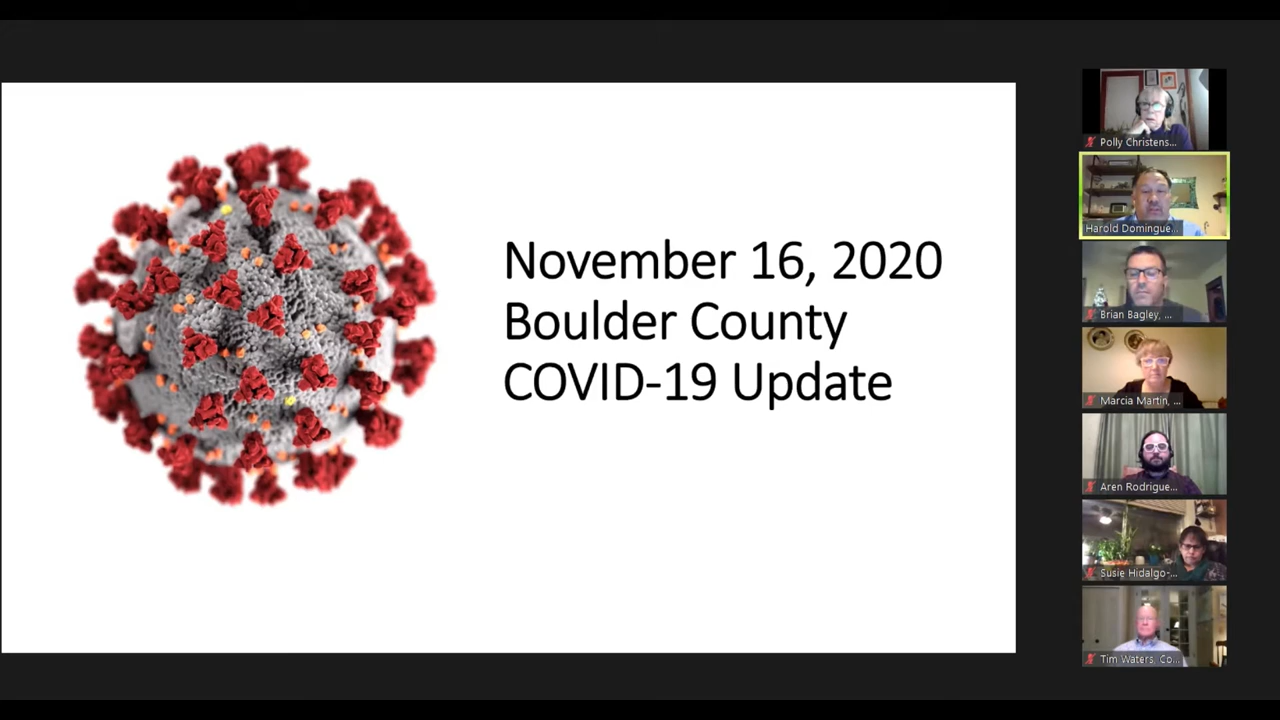 November 16, 2020
Boulder County
COVID-19 Update
Polly Christens...
Harold Domingue...
Brian Bagley, ...
Marcia Martin, ...
Aren Rodrigue...
Susie Hidalgo-...
Tim Waters, Co...